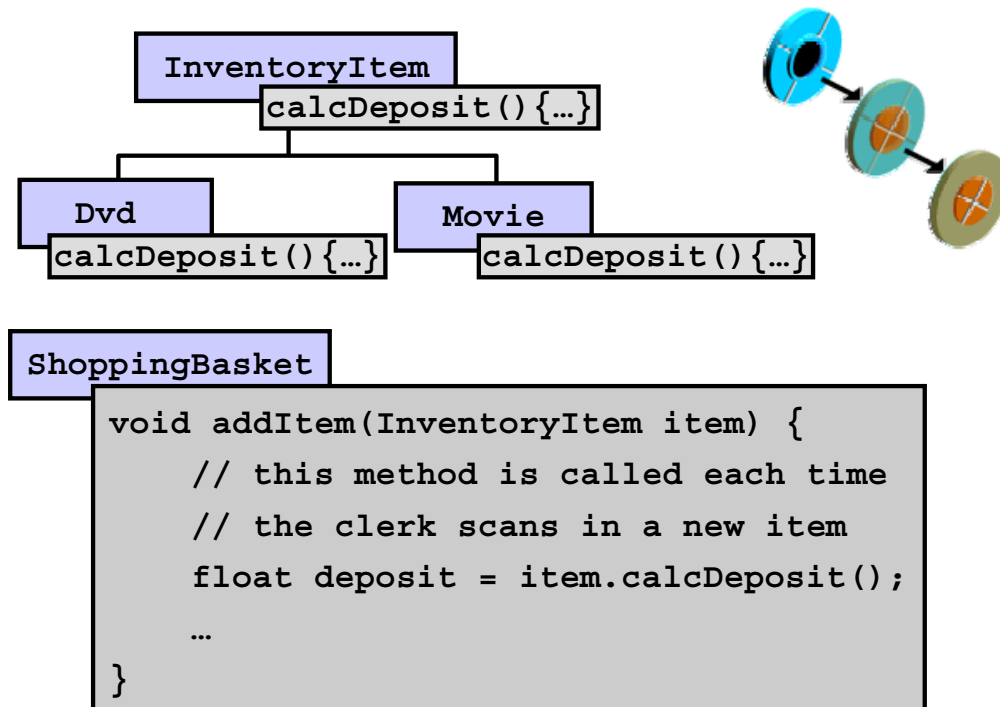 InventoryItem
calcDeposit(){…}
Dvd
calcDeposit(){…}
Movie
calcDeposit(){…}
ShoppingBasket
void addItem(InventoryItem item) {
// this method is called each time
// the clerk scans in a new item
float deposit = item.calcDeposit();
…
}